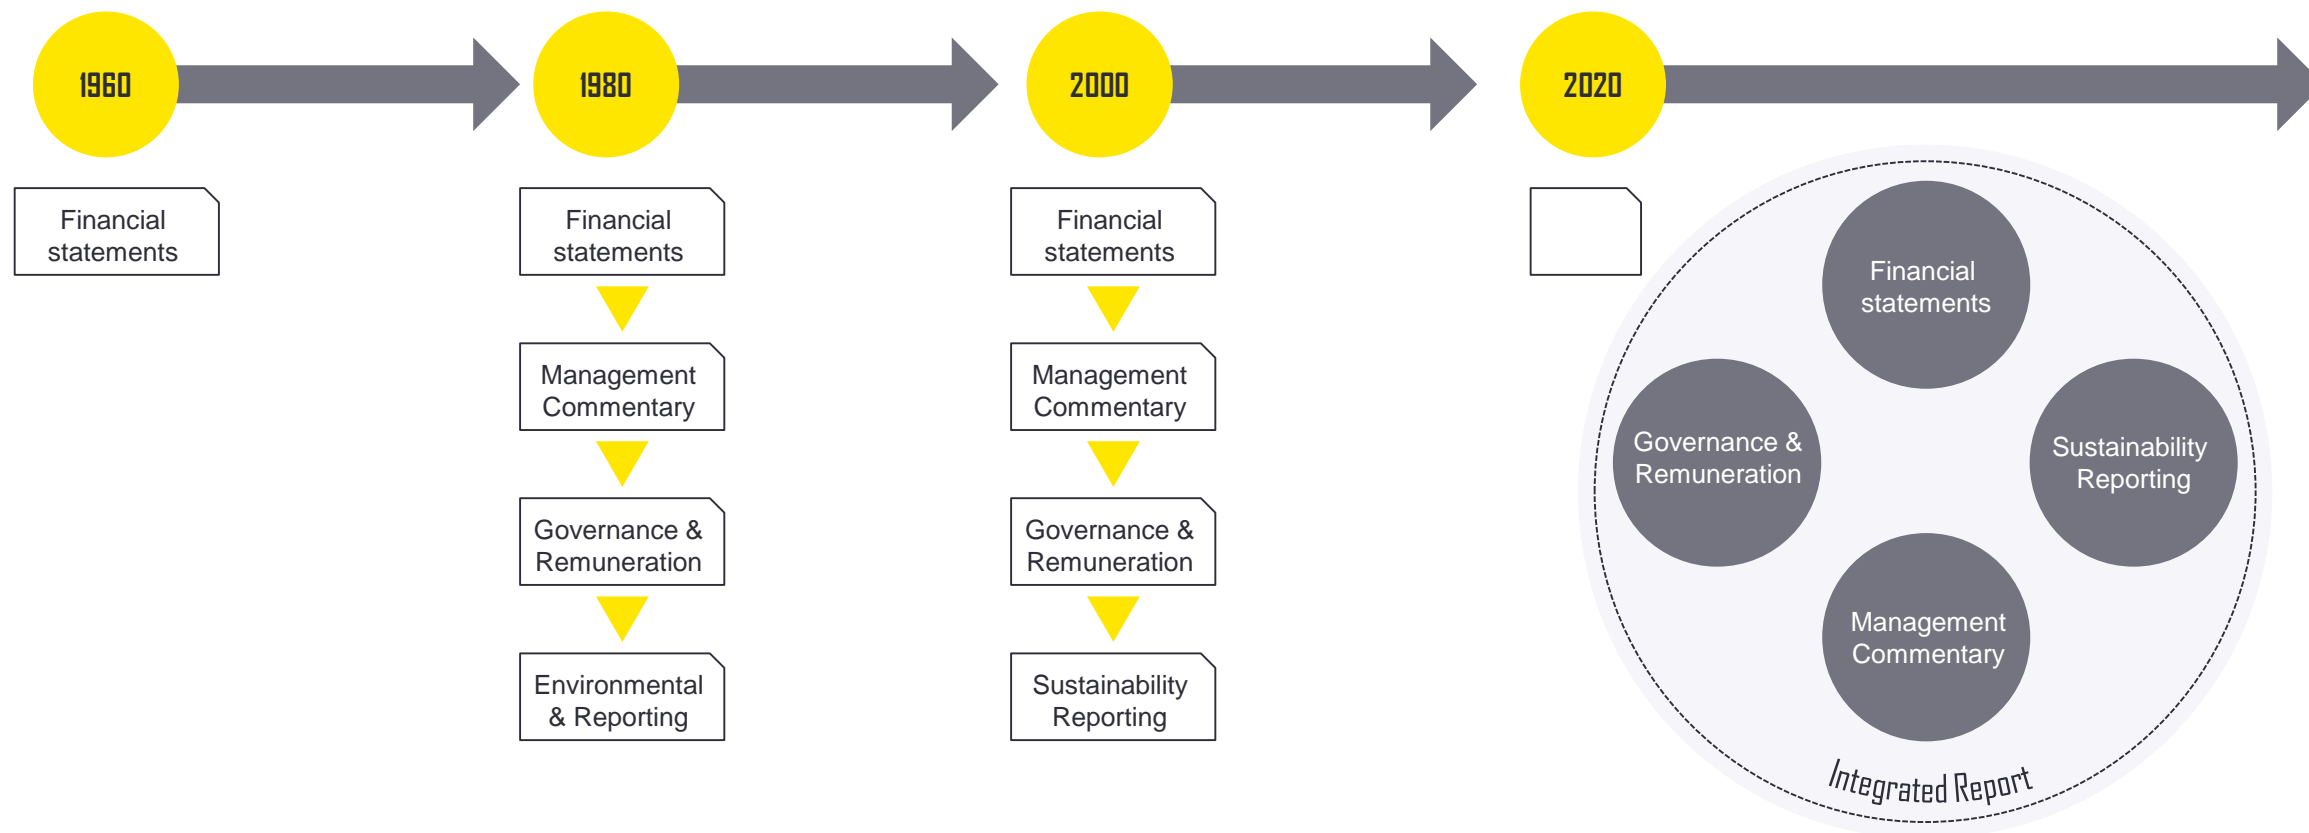 1960
1980
2000
2020
Financial
statements
Financial
statements
Management
Commentary
Governance &
Remuneration
Environmental
& Reporting
Financial
statements
Management
Commentary
Governance &
Remuneration
Sustainability
Reporting
Financial
statements
Governance &
Remuneration
Sustainability
Reporting
Management
Commentary
Integrated Report